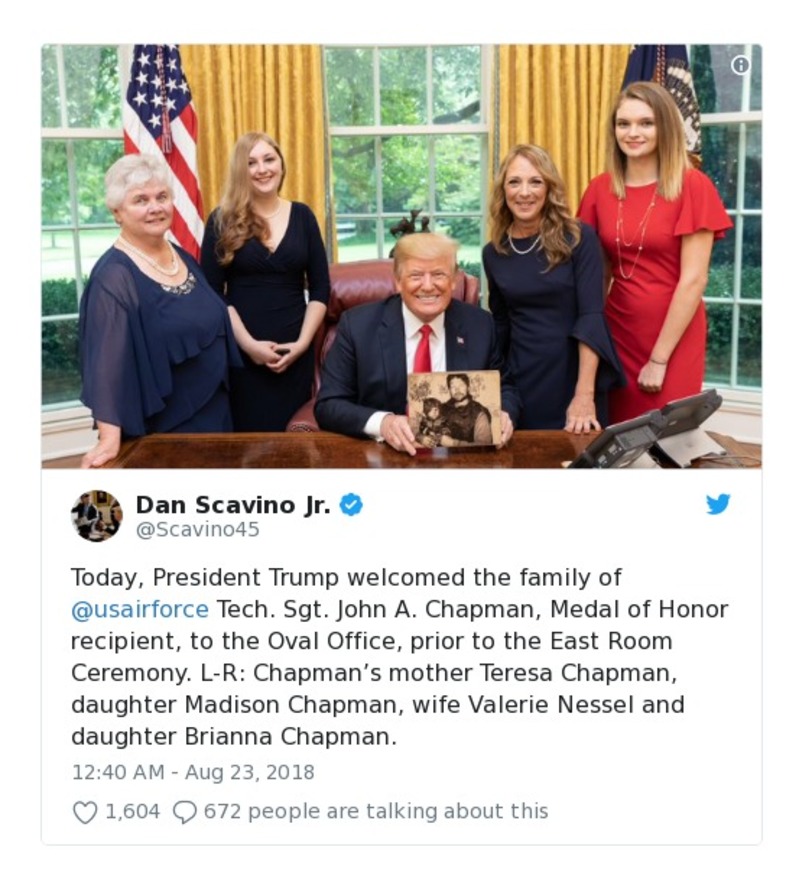 Dan Scavino Jr.
@Scavino45
Today, President Trump welcomed the family of
@usairforce Tech. Sgt. John A. Chapman, Medal of Honor
recipient, to the Oval Office, prior to the East Room
Ceremony. L-R: Chapman’s mother Teresa Chapman,
daughter Madison Chapman, wife Valerie Nessel and
daughter Brianna Chapman.
12:40 AM - Aug 23, 2018
1,604 672 people are talking about this